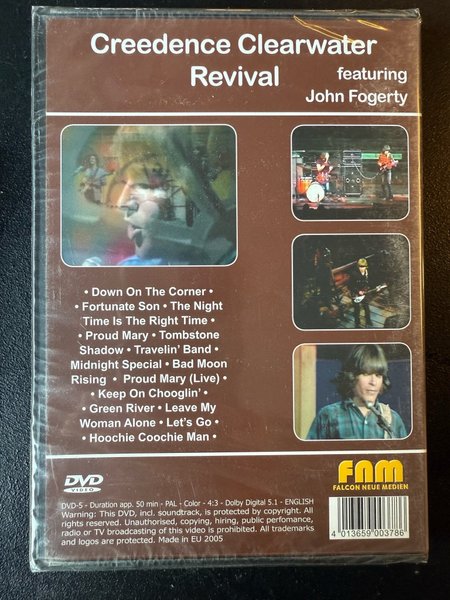 Creedence Clearwater
Revival featuring
John Fogerty
• Down On The Corner •
• Fortunate Son • The Night
Time Is The Right Time •
• Proud Mary • Tombstone
Shadow • Travelin' Band •
Midnight Special • Bad Moon
Rising • Proud Mary (Live) •
• Keep On Chooglin' •
• Green River • Leave My
Woman Alone • Let's Go •
• Hoochie Coochie Man •
DVD
VIDEO
FNM
FALCON NEUE MEDIEN
DVD-5 - Duration app. 50 min - PAL - Color - 4:3 - Dolby Digital 5.1 - ENGLISH
Warning: This DVD, incl. soundtrack, is protected by copyright. All
rights reserved. Unauthorised, copying, hiring, public perfomance,
radio or TV broadcasting of this video is prohibited. All trademarks
and logos are protected. Made in EU 2005
4 013659 003786